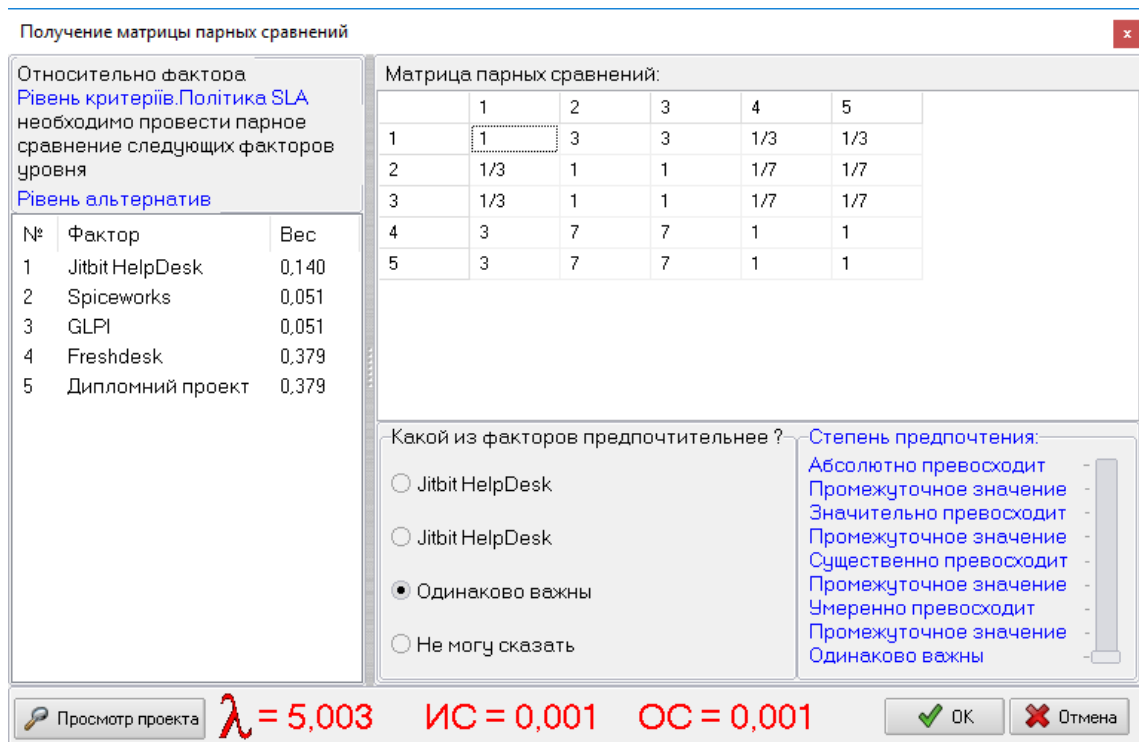 Получение матрицы парных сравнений
x
Относительно фактора
Рівень критеріїв.Політика SLA
необходимо провести парное
сравнение следующих факторов
уровня
Рівень альтернатив
№ Фактор Вес
1 Jitbit HelpDesk 0,140
2 Spiceworks 0,051
3 GLPI 0,051
4 Freshdesk 0,379
5 Дипломний проект 0,379
Матрица парных сравнений:
1 2 3 4 5
1 1 3 3 1/3 1/3
2 1/3 1 1 1/7 1/7
3 1/3 1 1 1/7 1/7
4 3 7 7 1 1
5 3 7 7 1 1
Какой из факторов предпочтительнее ?
Jitbit HelpDesk
Jitbit HelpDesk
Одинаково важны
Не могу сказать
Степень предпочтения:
Абсолютно превосходит
Промежуточное значение
Значительно превосходит
Промежуточное значение
Существенно превосходит
Промежуточное значение
Умеренно превосходит
Промежуточное значение
Одинаково важны
Просмотр проекта λ = 5,003 ИС = 0,001 ОС = 0,001 OK Отмена